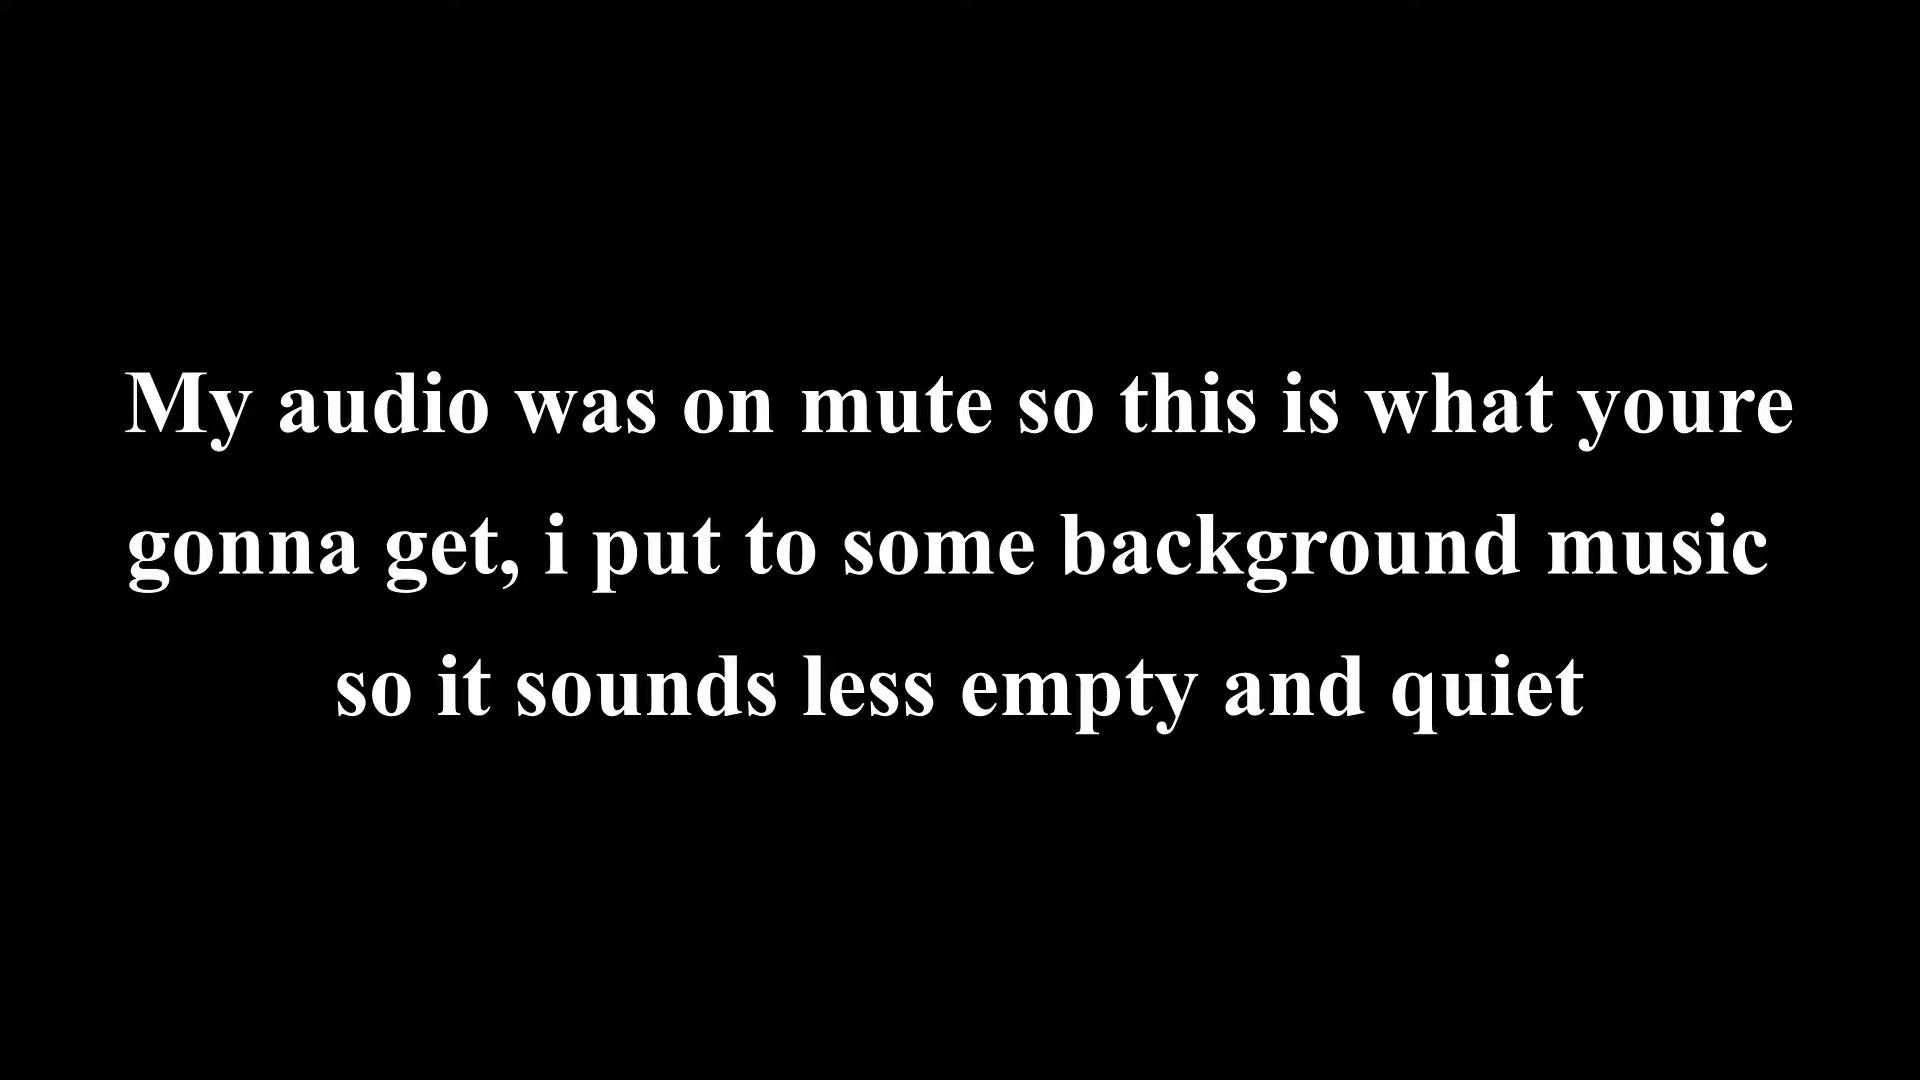 My audio was on mute so this is what youre
gonna get, i put to some background music
so it sounds less empty and quiet